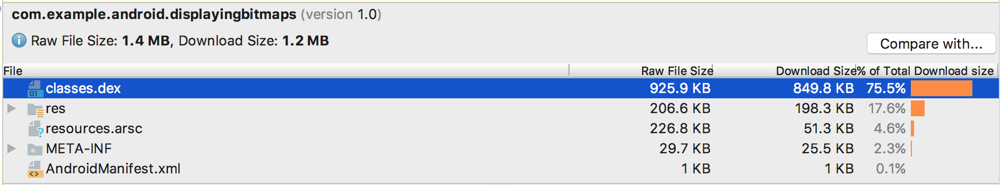 com.example.android.displayingbitmaps (version 1.0)
i Raw File Size: 1.4 MB, Download Size: 1.2 MB
Compare with...
File Raw File Size Download Size % of Total Download size
01 classes.dex 925.9 KB 849.8 KB 75.5%
res 206.6 KB 198.3 KB 17.6%
? resources.arsc 226.8 KB 51.3 KB 4.6%
META-INF 29.7 KB 25.5 KB 2.3%
<> AndroidManifest.xml 1 KB 1 KB 0.1%